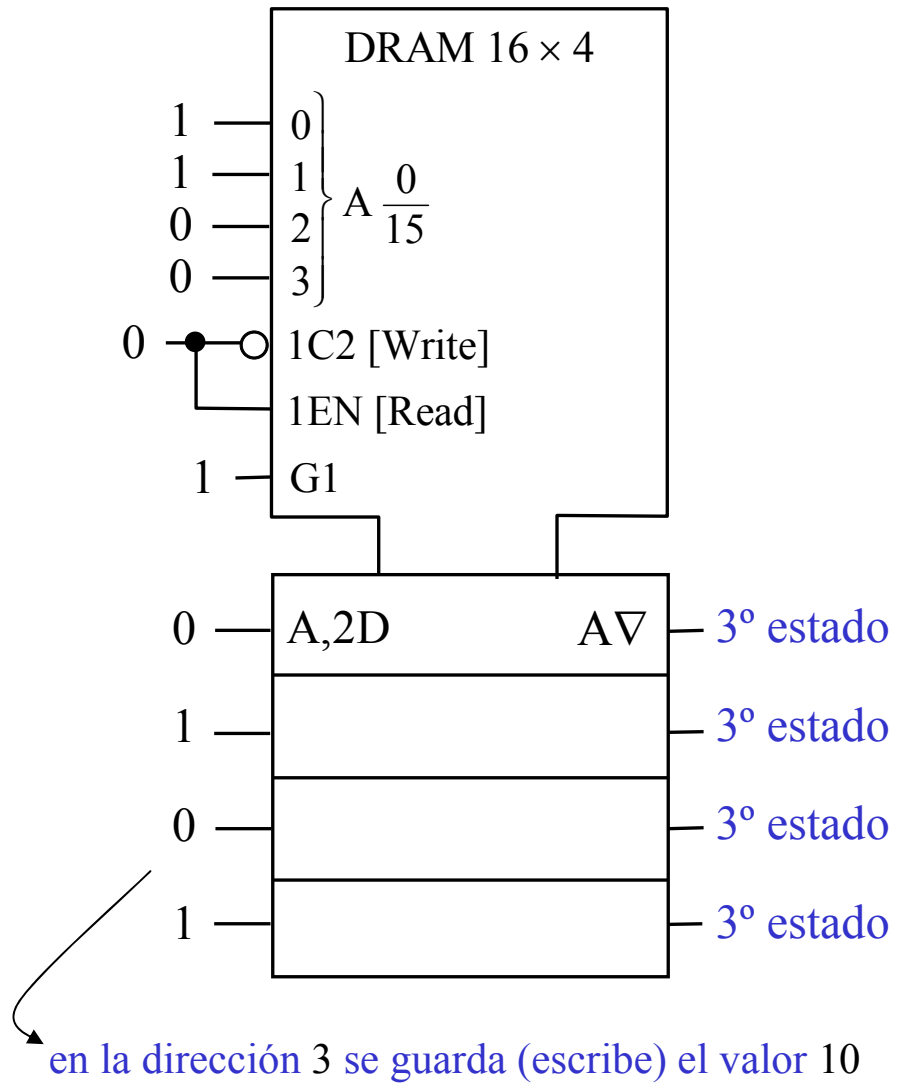 DRAM 16 × 4
1 0
1 1
0 2
0 3
A 0/15
0 1C2 [Write]
1EN [Read]
1 G1
0 A,2D A∇ 3º estado
1 3º estado
0 3º estado
1 3º estado
en la dirección 3 se guarda (escribe) el valor 10